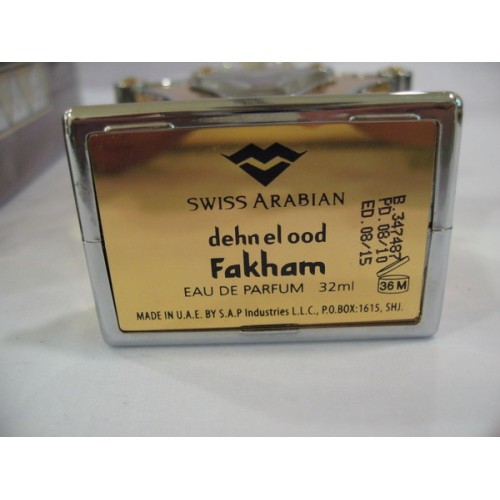 SWISS ARABIAN
dehn el ood
Fakham
EAU DE PARFUM 32ml
MADE IN U.A.E. BY S.A.P Industries L.L.C., P.O.BOX:1615, SHJ.
B.347487
PD.08/10
ED.08/15
36 M